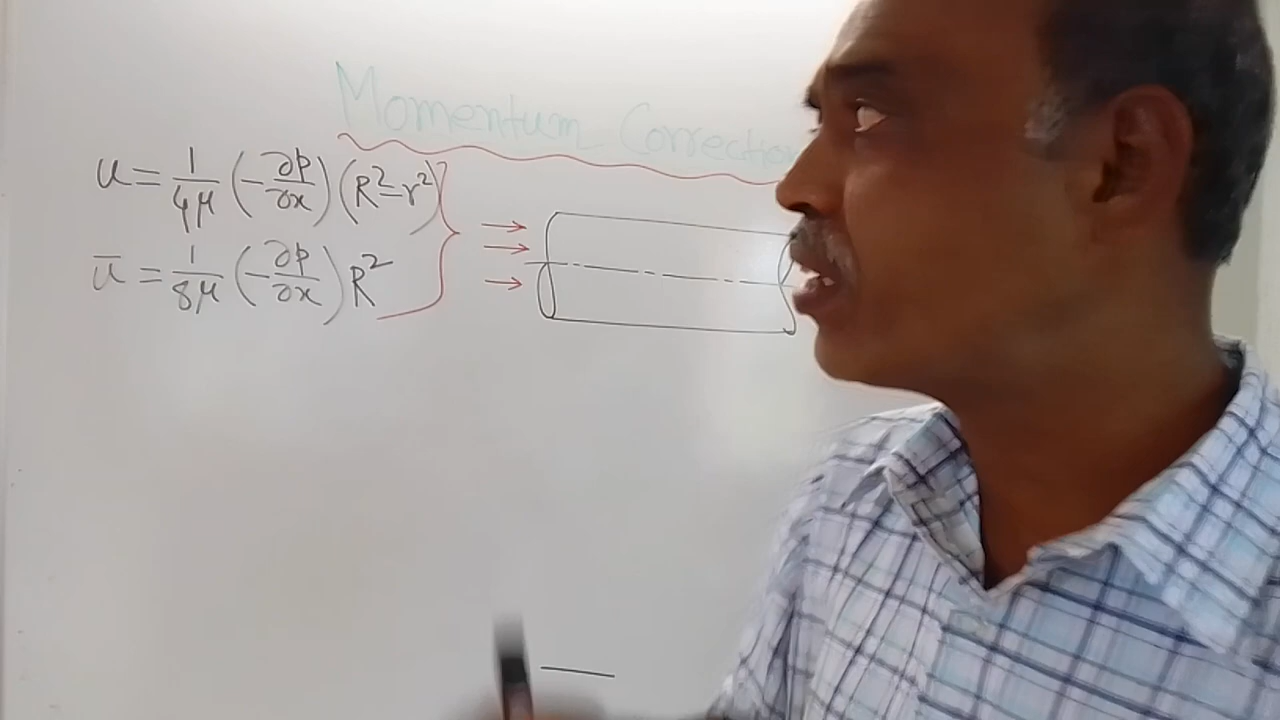 Momentum Correction
u = 1/4μ (-∂p/∂x) (R²-r²)
ū = 1/8μ (-∂p/∂x) R²